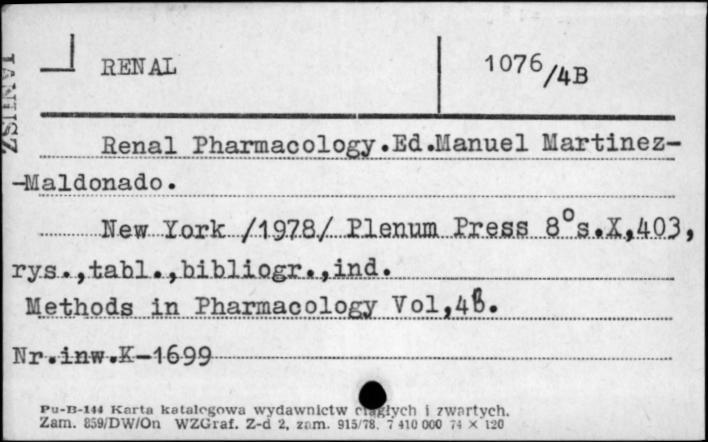 RENAL
1076/4B
Renal Pharmacology.Ed.Manuel Martinez-
-Maldonado.
New York /1978/ Plenum Press 8°s.X,403,
rys.,tabl.,bibliogr.,ind.
Methods in Pharmacology Vol,4B.
Nr.inw.K-1699
Pu-B-144 Karta katalogowa wydawnictw ciągłych i zwartych.
Zam. 859/DW/On WZGraf. Z-d 2, zam. 915/78. 7 410 000 74 × 120